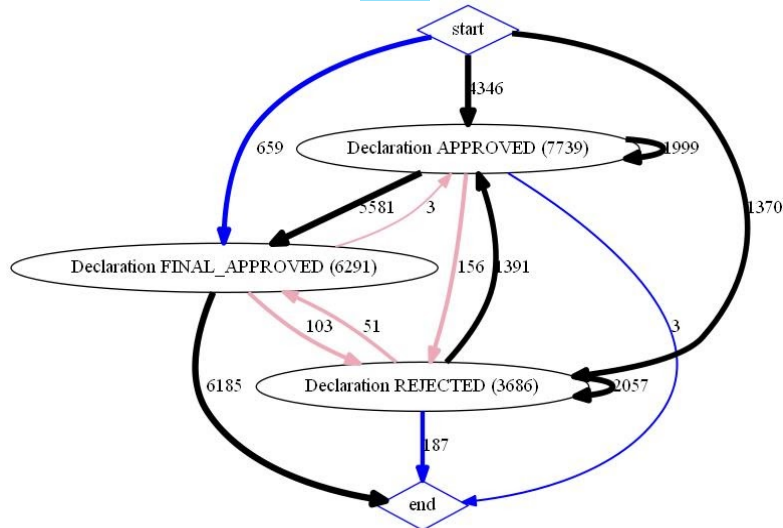 start
4346
659
Declaration APPROVED (7739)
1999
1370
5581
3
Declaration FINAL_APPROVED (6291)
156
1391
103
51
3
6185
Declaration REJECTED (3686)
2057
187
end